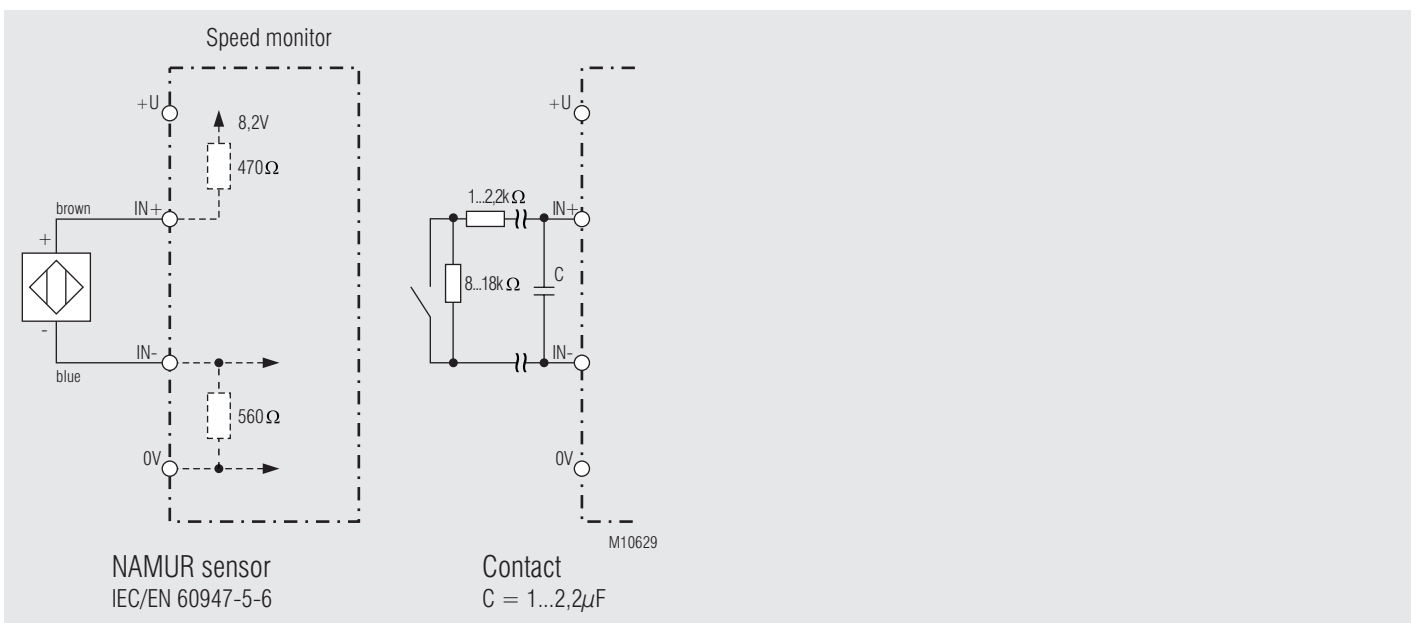 Speed monitor
+U
8,2V
470Ω
brown
IN+
+
-
IN-
blue
560Ω
0V
NAMUR sensor
IEC/EN 60947-5-6
+U
1...2,2kΩ
IN+
8...18kΩ
C
IN-
0V
M10629
Contact
C = 1...2,2µF